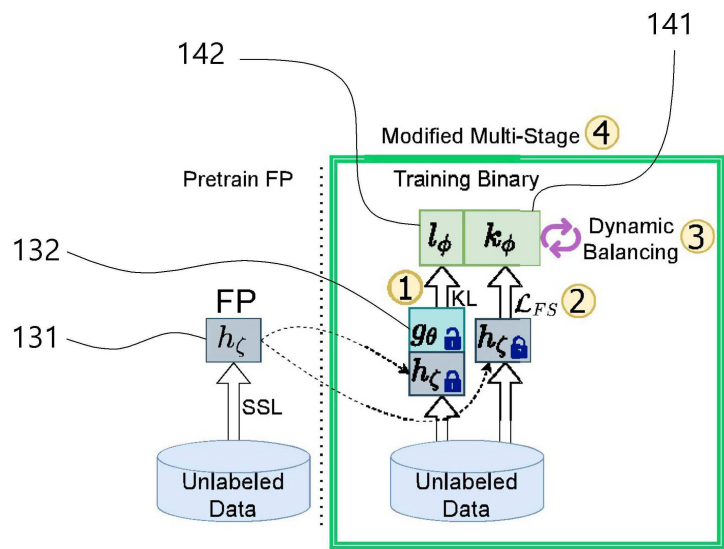 141
142
Modified Multi-Stage 4
Pretrain FP
Training Binary
l_ϕ k_ϕ
Dynamic
Balancing 3
132
1
KL
ℒ_FS 2
FP
131
h_ζ
g_θ
h_ζ
h_ζ
SSL
Unlabeled
Data
Unlabeled
Data